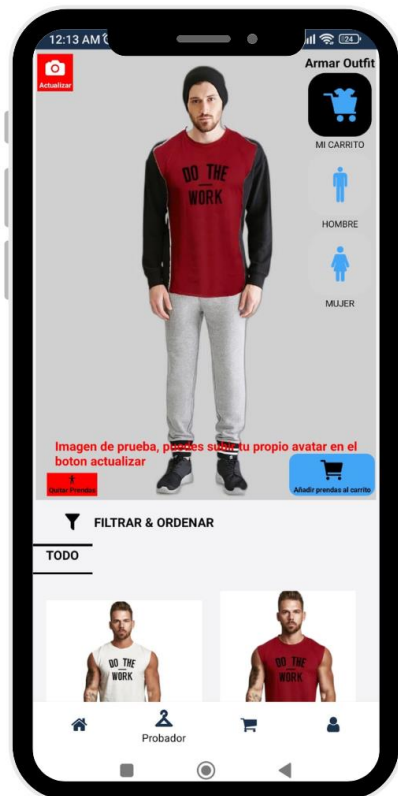 12:13 AM
24
Actualizar
Armar Outfit
MI CARRITO
HOMBRE
MUJER
DO THE
WORK
Imagen de prueba, puedes subir tu propio avatar en el
boton actualizar
Quitar Prendas
Añadir prendas al carrito
FILTRAR & ORDENAR
TODO
DO THE
WORK
DO THE
WORK
Probador